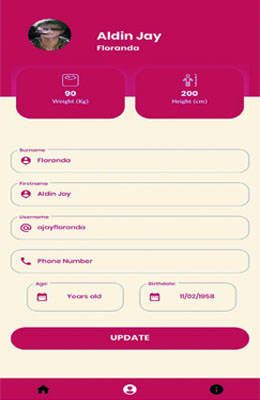 Aldin Jay
Floranda
90
Weight (Kg)
200
Height (cm)
Surname
Floranda
Firstname
Aldin Jay
Username
ajayfloranda
Phone Number
Age:
Years old
Birthdate:
11/02/1958
UPDATE